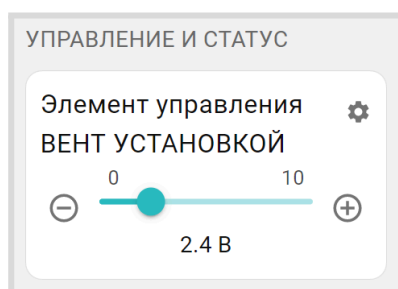 УПРАВЛЕНИЕ И СТАТУС
Элемент управления
ВЕНТ УСТАНОВКОЙ
0 10
2.4 В